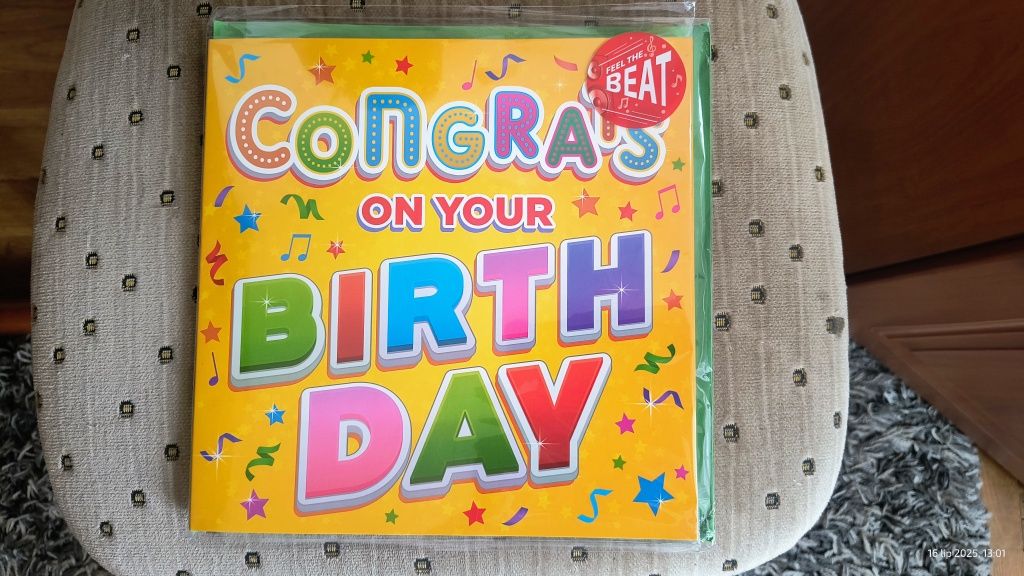 FEEL THE
BEAT
CONGRATS
ON YOUR
BIRTH
DAY
16 lip 2025, 13:01